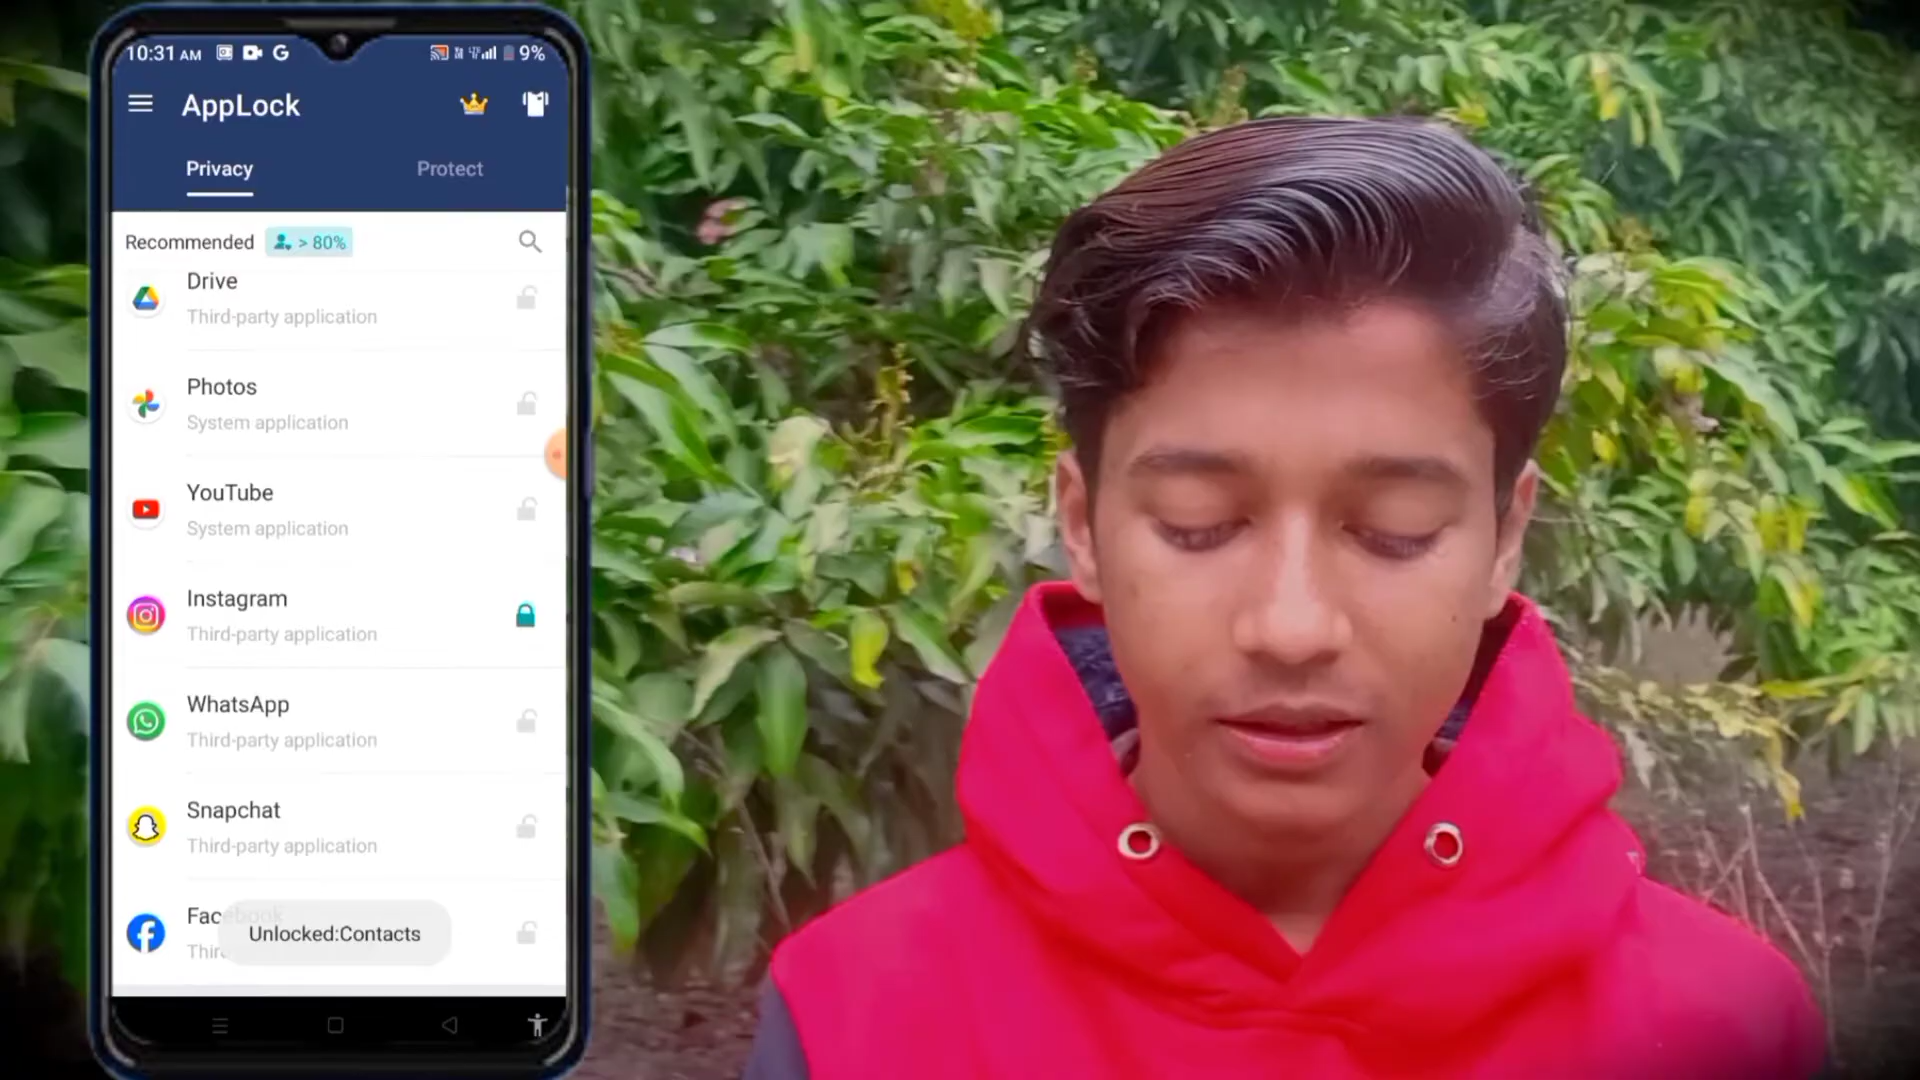 10:31 AM
9%
AppLock
Privacy Protect
Recommended > 80%
Drive
Third-party application
Photos
System application
YouTube
System application
Instagram
Third-party application
WhatsApp
Third-party application
Snapchat
Third-party application
Facebook
Unlocked:Contacts